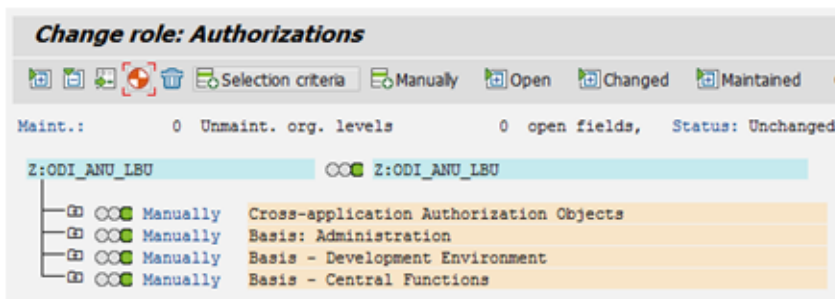 Change role: Authorizations
Selection criteria Manually Open Changed Maintained
Maint.: 0 Unmaint. org. levels 0 open fields, Status: Unchanged
Z:ODI_ANU_LBU Z:ODI_ANU_LBU
Manually Cross-application Authorization Objects
Manually Basis: Administration
Manually Basis - Development Environment
Manually Basis - Central Functions